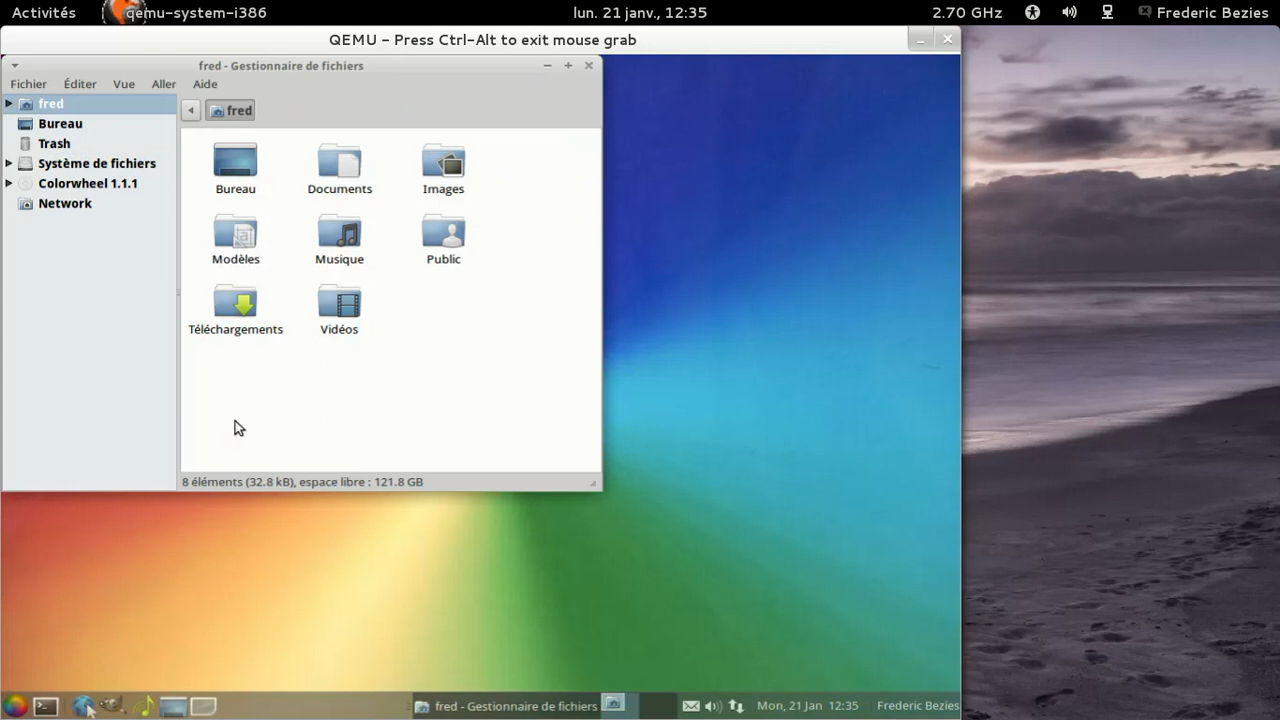 Activités qemu-system-i386 lun. 21 janv., 12:35 2.70 GHz Frederic Bezies
QEMU - Press Ctrl-Alt to exit mouse grab
fred - Gestionnaire de fichiers
Fichier Éditer Vue Aller Aide
fred
Bureau
Trash
Système de fichiers
Colorwheel 1.1.1
Network
fred
Bureau Documents Images
Modèles Musique Public
Téléchargements Vidéos
8 éléments (32.8 kB), espace libre : 121.8 GB
fred - Gestionnaire de fichiers Mon, 21 Jan 12:35 Frederic Bezies